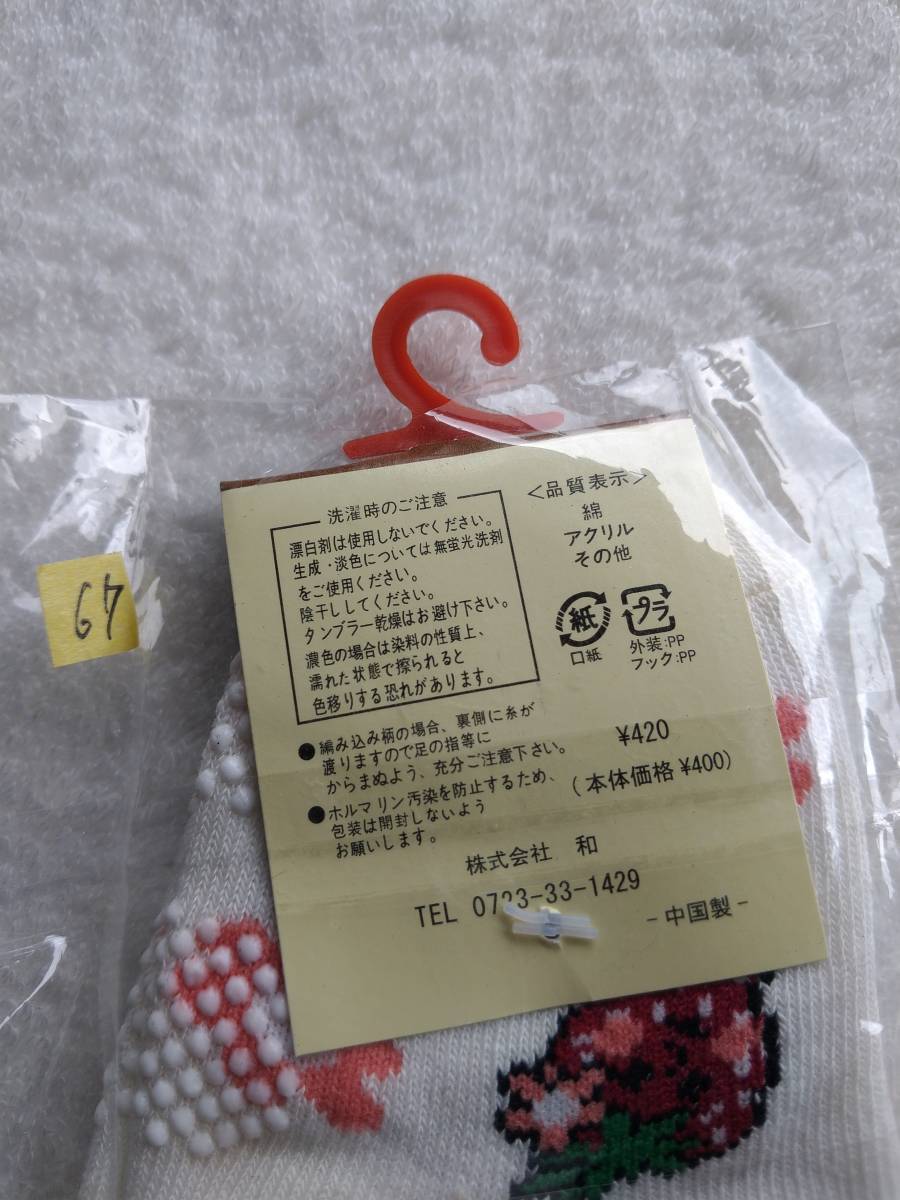 洗濯時のご注意
漂白剤は使用しないでください。
生成・淡色については無蛍光洗剤
をご使用ください。
陰干ししてください。
タンブラー乾燥はお避け下さい。
濃色の場合は染料の性質上、
濡れた状態で擦られると
色移りする恐れがあります。
●編み込み柄の場合、裏側に糸が
渡りますので足の指等に
からまぬよう、充分ご注意下さい。
●ホルマリン汚染を防止するため、
包装は開封しないよう
お願いします。
<品質表示>
綿
アクリル
その他
紙
口紙
プラ
外装:PP
フック:PP
¥420
(本体価格¥400)
株式会社 和
TEL 0723-33-1429
-中国製-